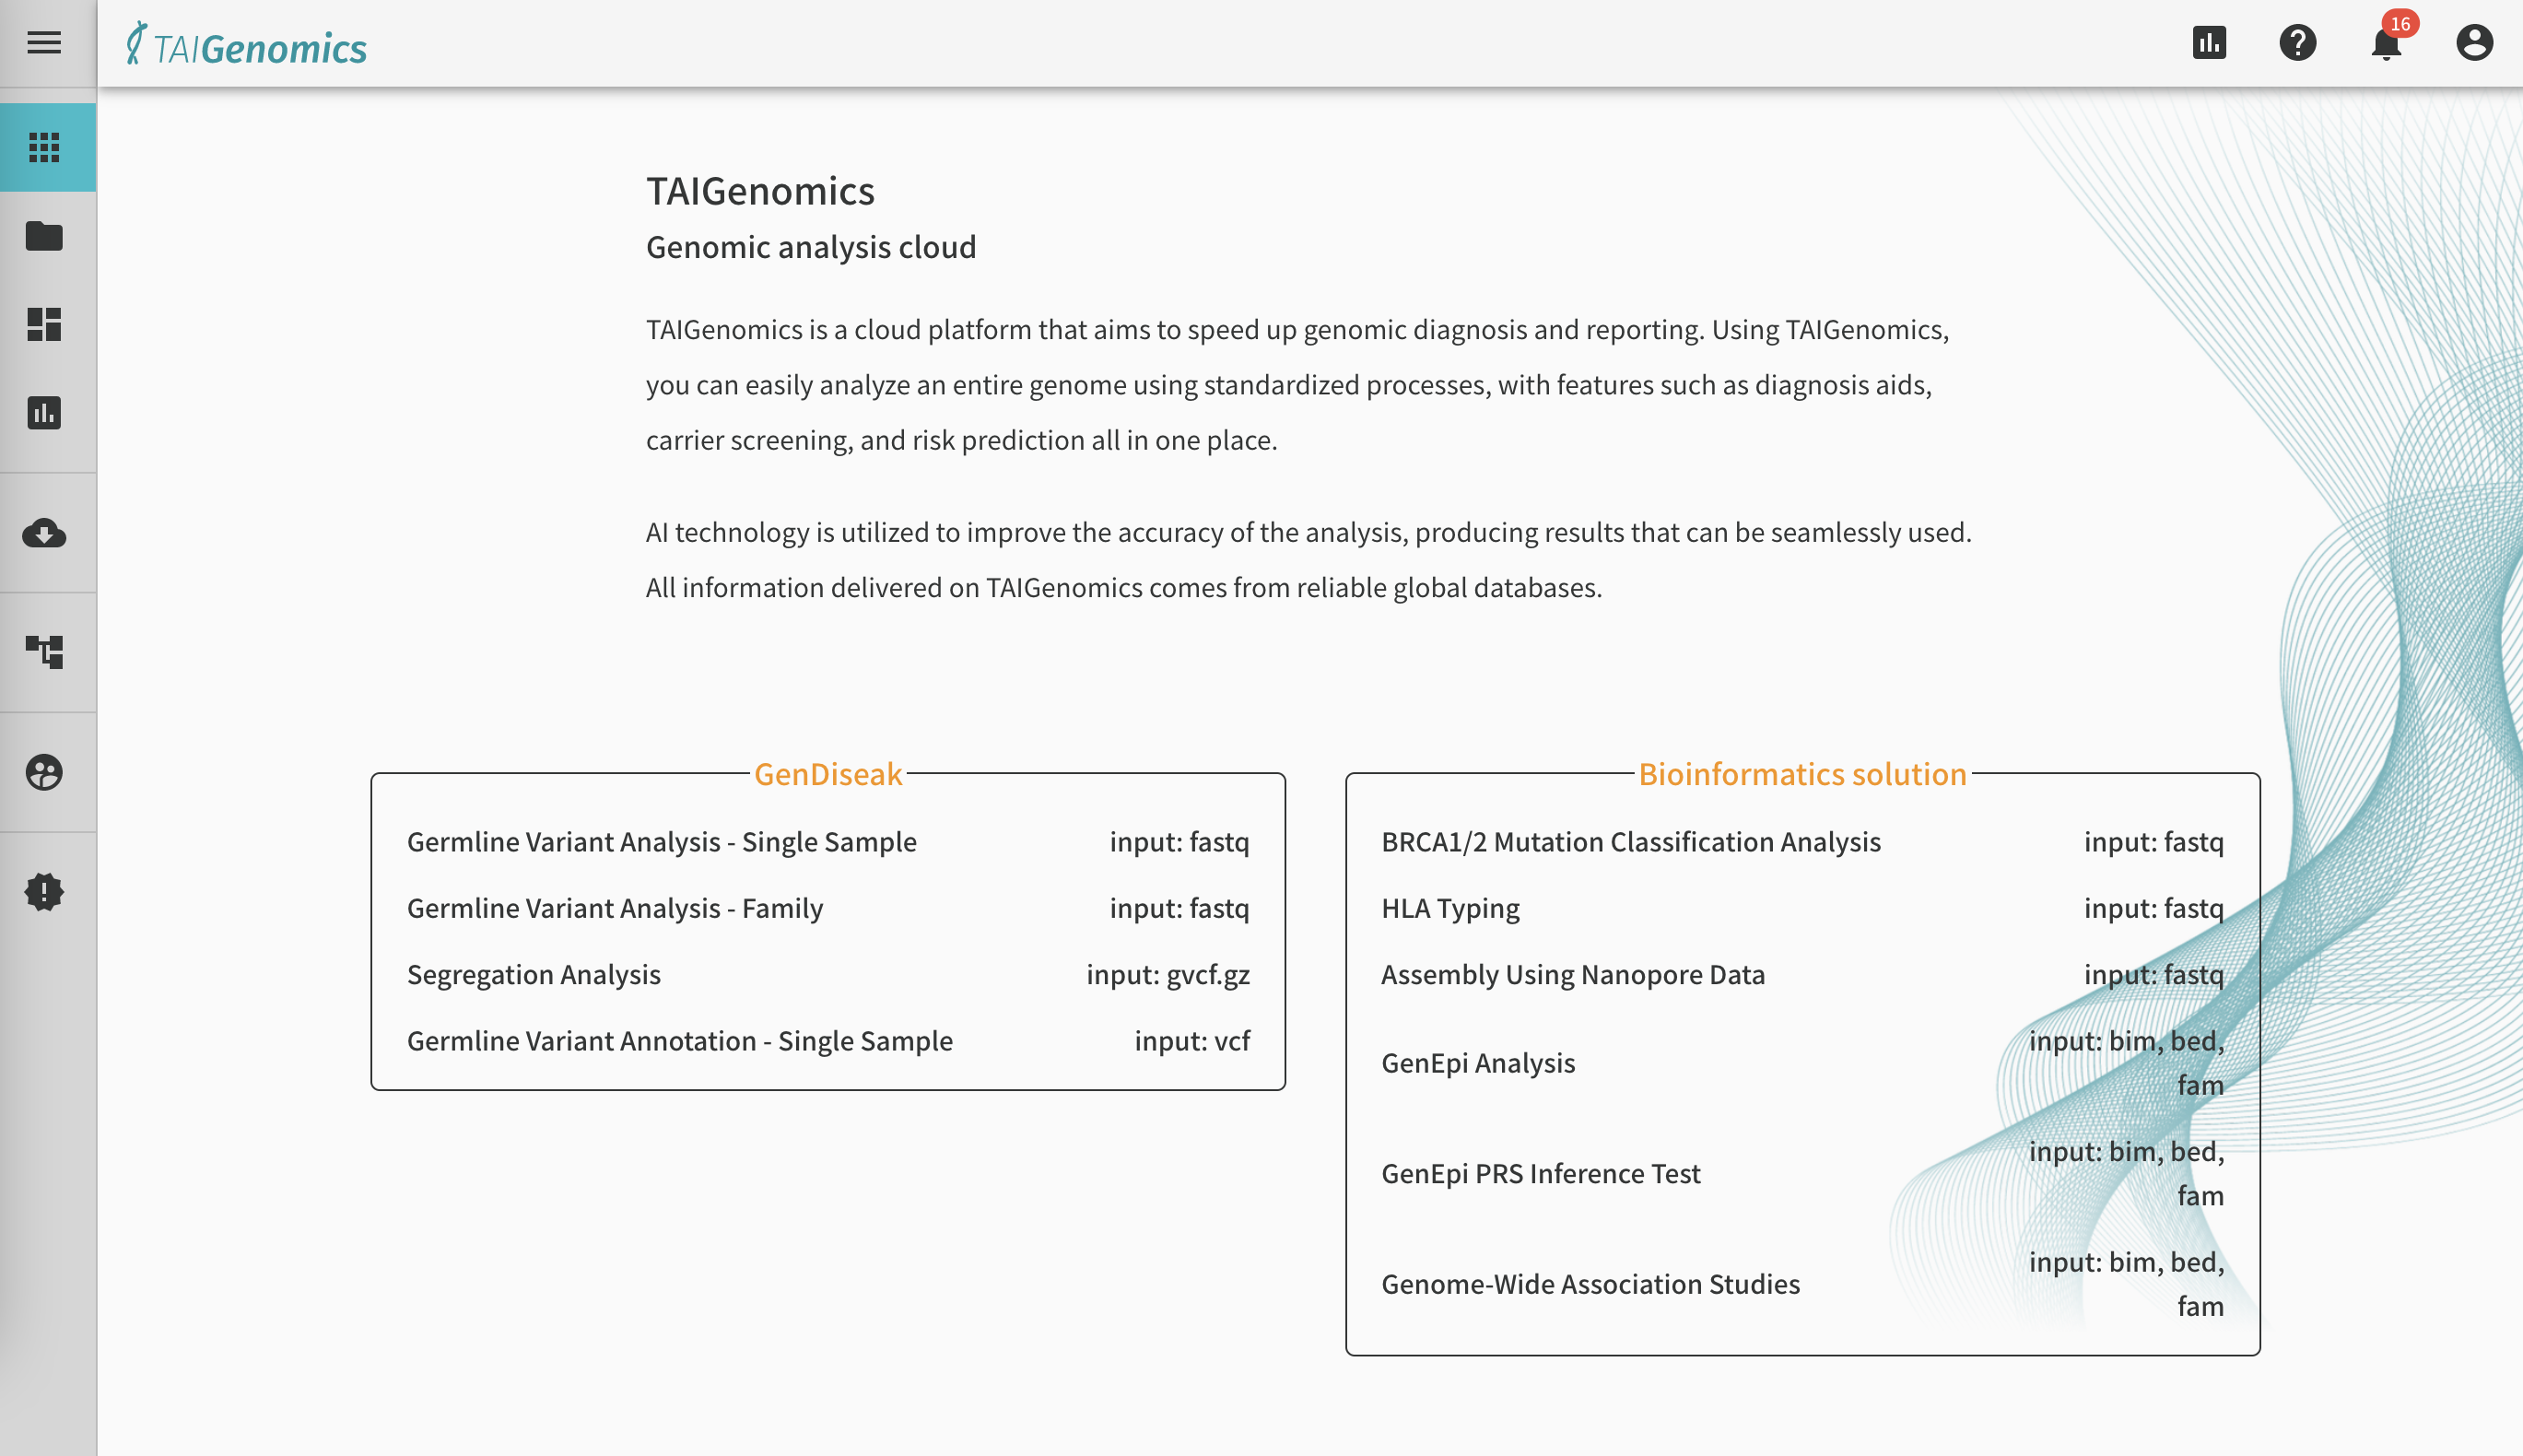 TAIGenomics
16
TAIGenomics
Genomic analysis cloud
TAIGenomics is a cloud platform that aims to speed up genomic diagnosis and reporting. Using TAIGenomics,
you can easily analyze an entire genome using standardized processes, with features such as diagnosis aids,
carrier screening, and risk prediction all in one place.
AI technology is utilized to improve the accuracy of the analysis, producing results that can be seamlessly used.
All information delivered on TAIGenomics comes from reliable global databases.
GenDiseak
Germline Variant Analysis - Single Sample input: fastq
Germline Variant Analysis - Family input: fastq
Segregation Analysis input: gvcf.gz
Germline Variant Annotation - Single Sample input: vcf
Bioinformatics solution
BRCA1/2 Mutation Classification Analysis input: fastq
HLA Typing input: fastq
Assembly Using Nanopore Data input: fastq
GenEpi Analysis input: bim, bed,
fam
GenEpi PRS Inference Test input: bim, bed,
fam
Genome-Wide Association Studies input: bim, bed,
fam